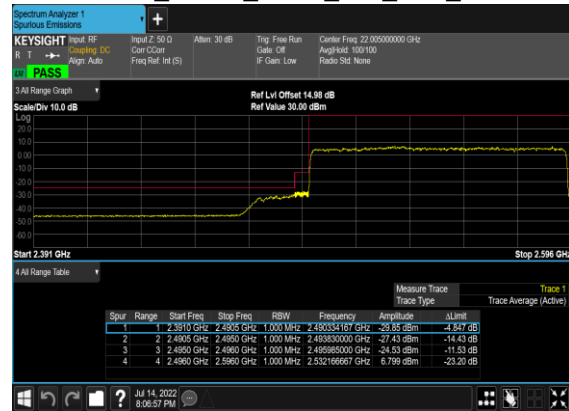 Spectrum Analyzer 1
Spurious Emissions
+
KEYSIGHT Input: RF Input Z: 50 Ω Atten: 30 dB Trig: Free Run Center Freq: 22.005000000 GHz
R T Coupling: DC Corr CCorr Gate: Off Avg|Hold: 100/100
Align: Auto Freq Ref: Int (S) IF Gain: Low Radio Std: None
PASS
3 All Range Graph Ref Lvl Offset 14.98 dB
Scale/Div 10.0 dB Ref Value 30.00 dBm
Log
20.0
10.0
0.00
-10.0
-20.0
-30.0
-40.0
-50.0
-60.0
Start 2.391 GHz Stop 2.596 GHz
4 All Range Table
Measure Trace Trace 1
Trace Type Trace Average (Active)
Spur Range Start Freq Stop Freq RBW Frequency Amplitude ΔLimit
1 1 2.3910 GHz 2.4905 GHz 1.000 MHz 2.490334167 GHz -29.85 dBm -4.847 dB
2 2 2.4905 GHz 2.4950 GHz 1.000 MHz 2.493830000 GHz -27.43 dBm -14.43 dB
3 3 2.4950 GHz 2.4960 GHz 1.000 MHz 2.495985000 GHz -24.53 dBm -11.53 dB
4 4 2.4960 GHz 2.5960 GHz 1.000 MHz 2.532166667 GHz 6.799 dBm -23.20 dB
? Jul 14, 2022
8:06:57 PM